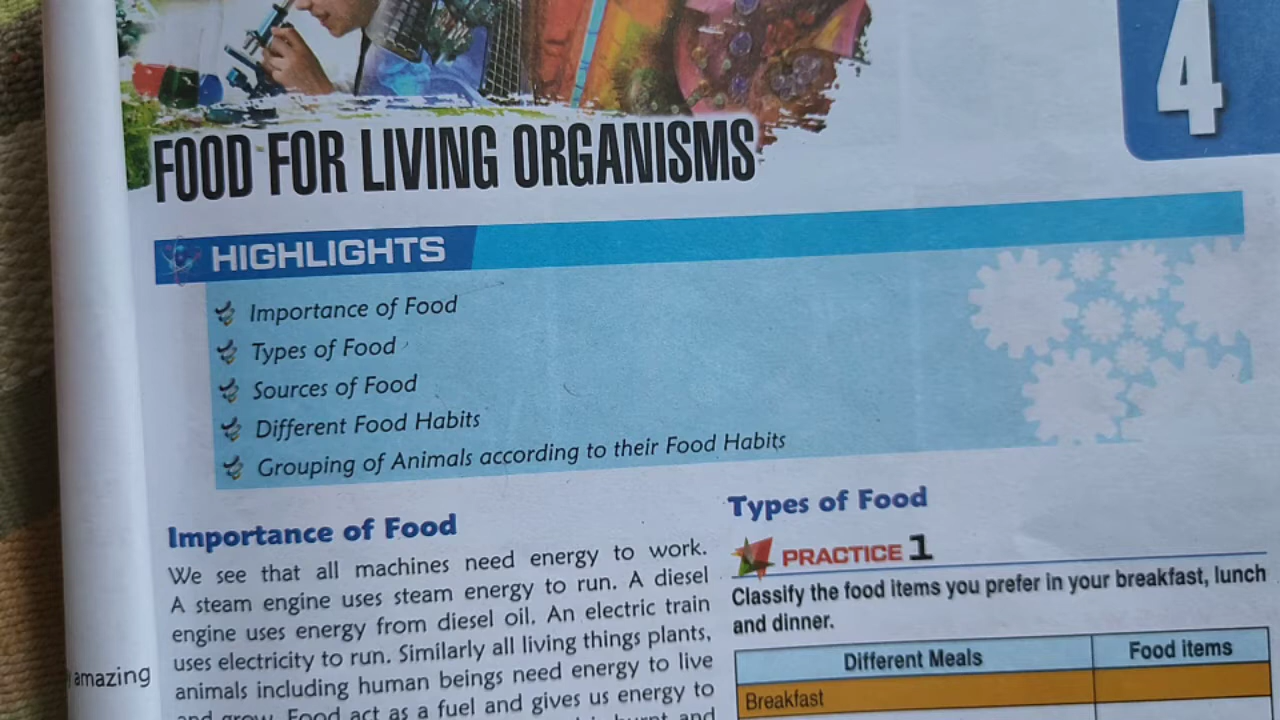 4
FOOD FOR LIVING ORGANISMS
HIGHLIGHTS
Importance of Food
Types of Food
Sources of Food
Different Food Habits
Grouping of Animals according to their Food Habits
Importance of Food
We see that all machines need energy to work.
A steam engine uses steam energy to run. A diesel
engine uses energy from diesel oil. An electric train
uses electricity to run. Similarly all living things plants,
animals including human beings need energy to live
and grow. Food act as a fuel and gives us energy to
burnt and
Types of Food
PRACTICE 1
Classify the food items you prefer in your breakfast, lunch
and dinner.
Different Meals Food items
Breakfast
amazing